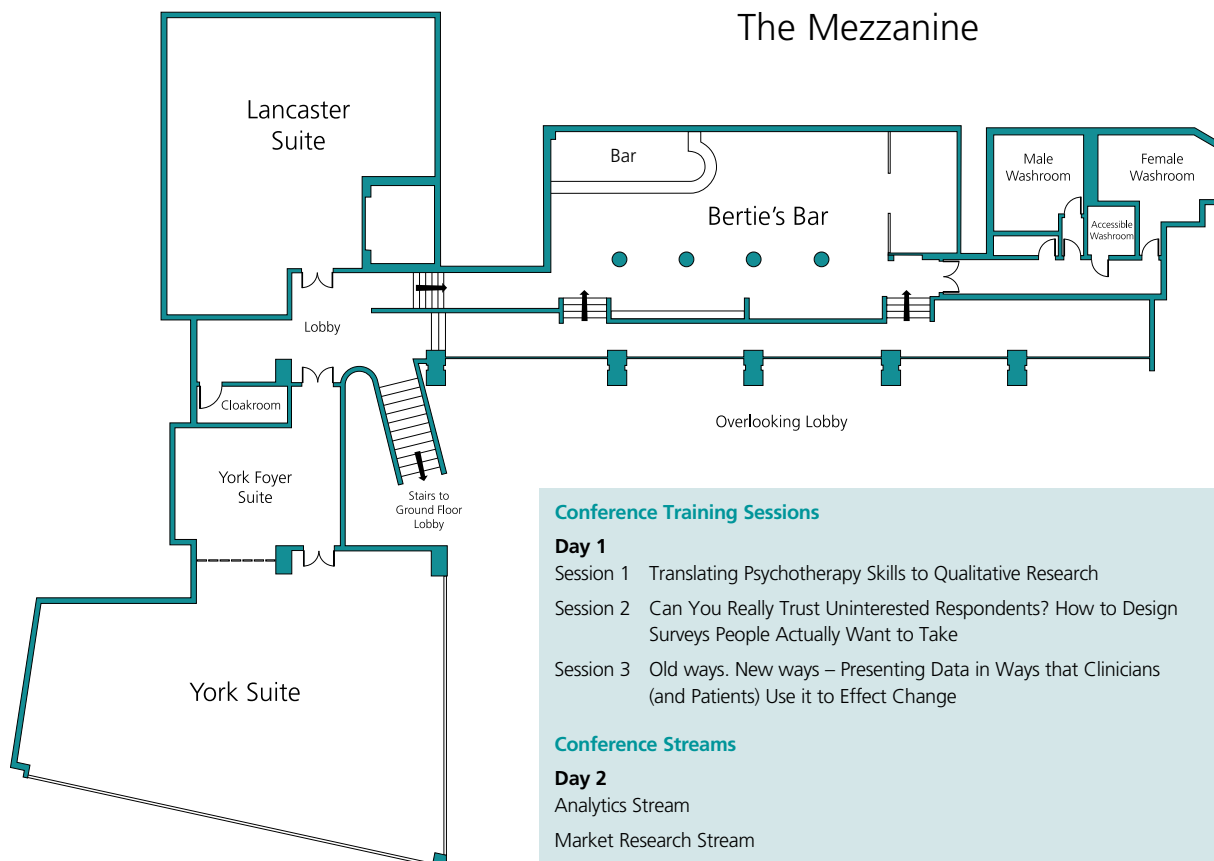 The Mezzanine
Lancaster
Suite
Bar
Bertie's Bar
Male
Washroom
Female
Washroom
Accessible
Washroom
Lobby
Cloakroom
York Foyer
Suite
Stairs to
Ground Floor
Lobby
Overlooking Lobby
York Suite
Conference Training Sessions
Day 1
Session 1 Translating Psychotherapy Skills to Qualitative Research
Session 2 Can You Really Trust Uninterested Respondents? How to Design
Surveys People Actually Want to Take
Session 3 Old ways. New ways – Presenting Data in Ways that Clinicians
(and Patients) Use it to Effect Change
Conference Streams
Day 2
Analytics Stream
Market Research Stream